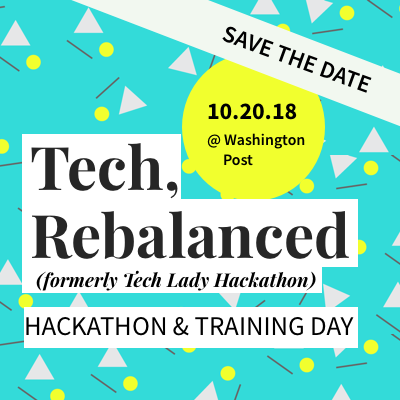 SAVE THE DATE
10.20.18
@ Washington
Post
Tech,
Rebalanced
(formerly Tech Lady Hackathon)
HACKATHON & TRAINING DAY